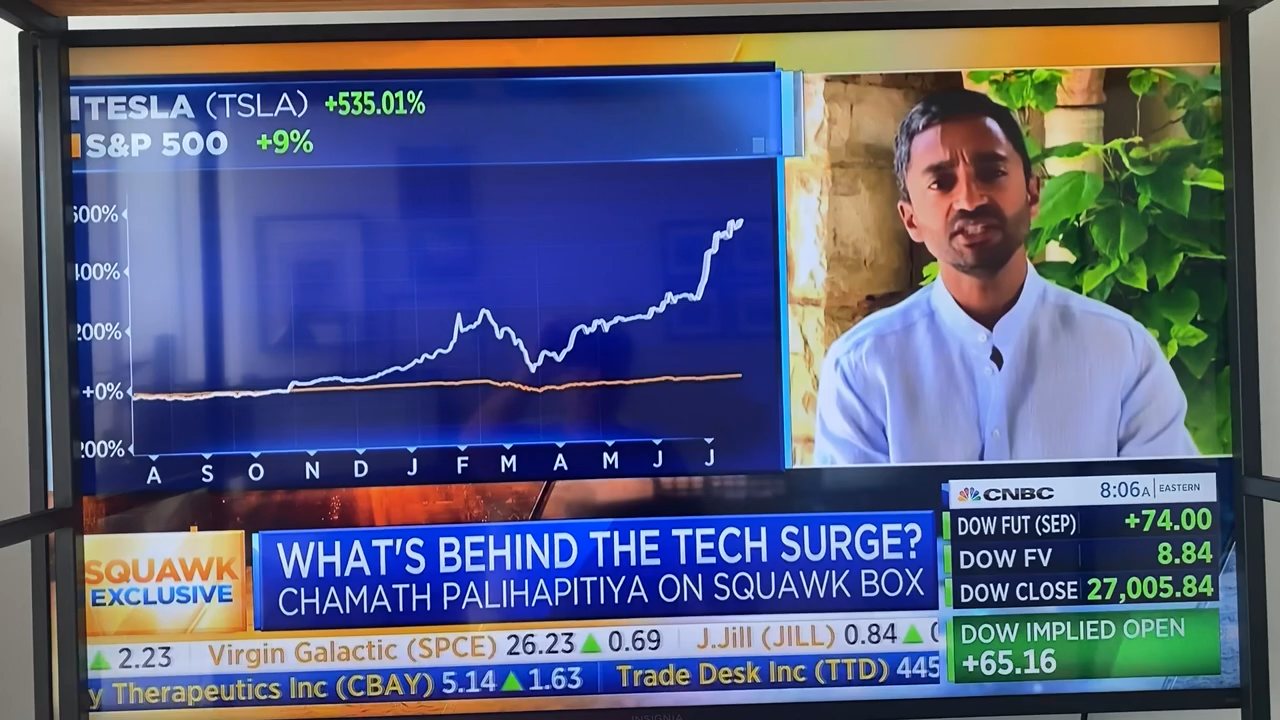 TESLA (TSLA) +535.01%
S&P 500 +9%
600%
400%
200%
+0%
200%
A S O N D J F M A M J J
CNBC 8:06A EASTERN
DOW FUT (SEP) +74.00
DOW FV 8.84
DOW CLOSE 27,005.84
DOW IMPLIED OPEN
+65.16
SQUAWK
EXCLUSIVE
WHAT'S BEHIND THE TECH SURGE?
CHAMATH PALIHAPITIYA ON SQUAWK BOX
▲ 2.23 Virgin Galactic (SPCE) 26.23 ▲ 0.69 J.Jill (JILL) 0.84 ▲ 0
y Therapeutics Inc (CBAY) 5.14 ▲ 1.63 Trade Desk Inc (TTD) 445
INSIGNIA